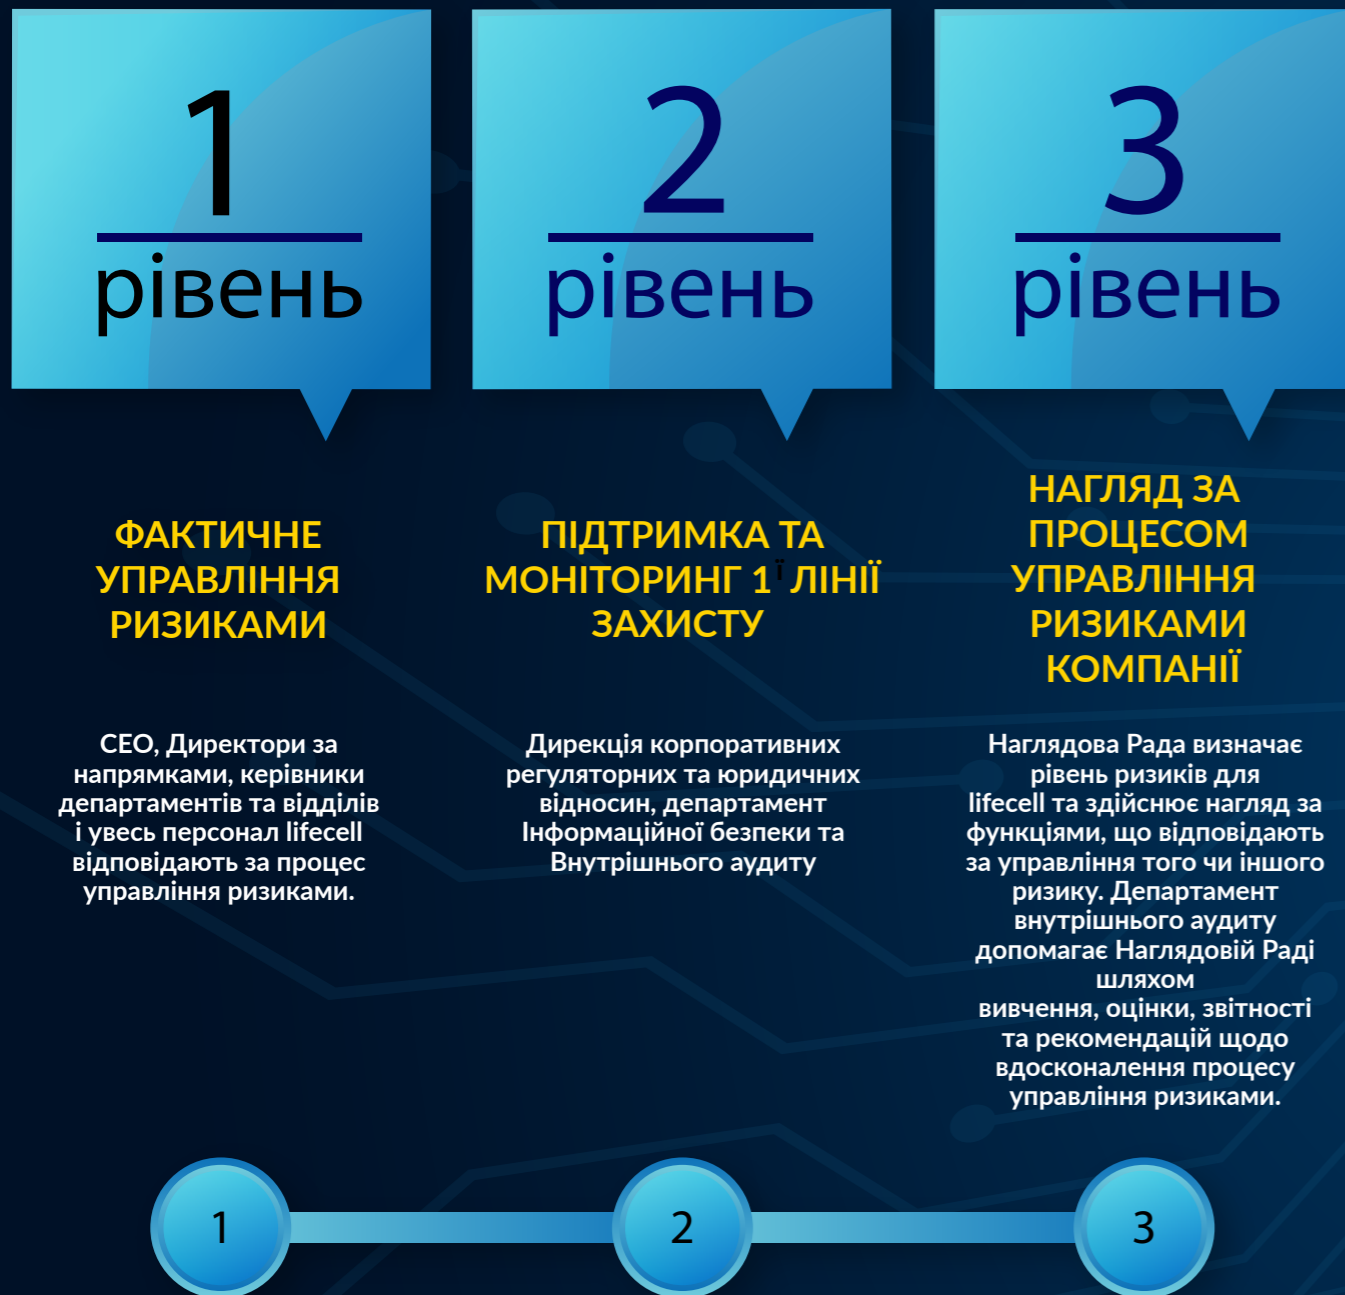 1
рівень
ФАКТИЧНЕ
УПРАВЛІННЯ
РИЗИКАМИ
CEO, Директори за
напрямками, керівники
департаментів та відділів
і увесь персонал lifecell
відповідають за процес
управління ризиками.
2
рівень
ПІДТРИМКА ТА
МОНІТОРИНГ 1ї ЛІНІЇ
ЗАХИСТУ
Дирекція корпоративних
регуляторних та юридичних
відносин, департамент
Інформаційної безпеки та
Внутрішнього аудиту
3
рівень
НАГЛЯД ЗА
ПРОЦЕСОМ
УПРАВЛІННЯ
РИЗИКАМИ
КОМПАНІЇ
Наглядова Рада визначає
рівень ризиків для
lifecell та здійснює нагляд за
функціями, що відповідають
за управління того чи іншого
ризику. Департамент
внутрішнього аудиту
допомагає Наглядовій Раді
шляхом
вивчення, оцінки, звітності
та рекомендацій щодо
вдосконалення процесу
управління ризиками.
1
2
3